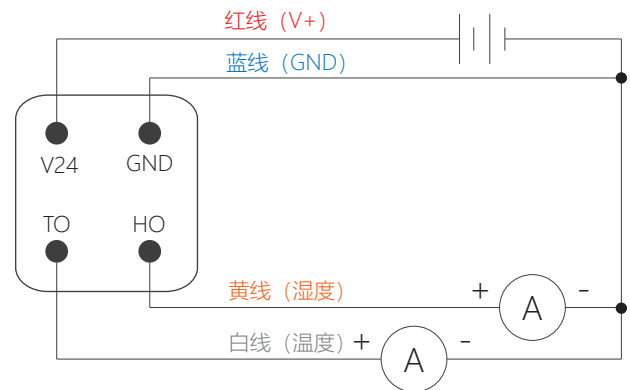 红线（V+）
蓝线（GND）
V24 GND
TO HO
黄线（湿度） + A -
白线（温度） + A -